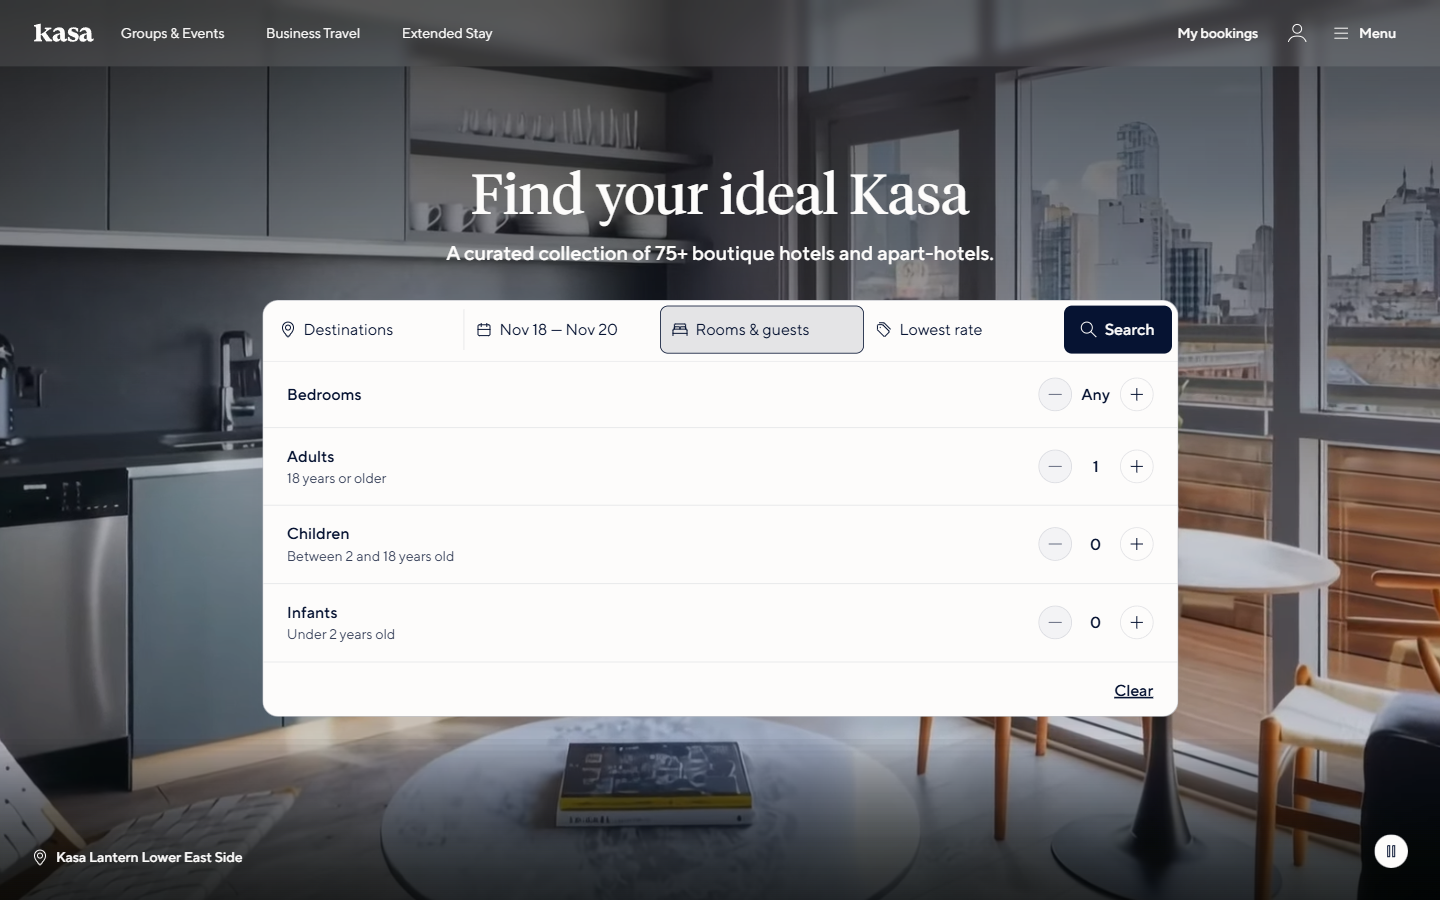 kasa
Groups & Events
Business Travel
Extended Stay
My bookings
Menu
Find your ideal Kasa
A curated collection of 75+ boutique hotels and apart-hotels.
Destinations
Nov 18 — Nov 20
Rooms & guests
Lowest rate
Search
Bedrooms
Any
Adults
18 years or older
1
Children
Between 2 and 18 years old
0
Infants
Under 2 years old
0
Clear
Kasa Lantern Lower East Side